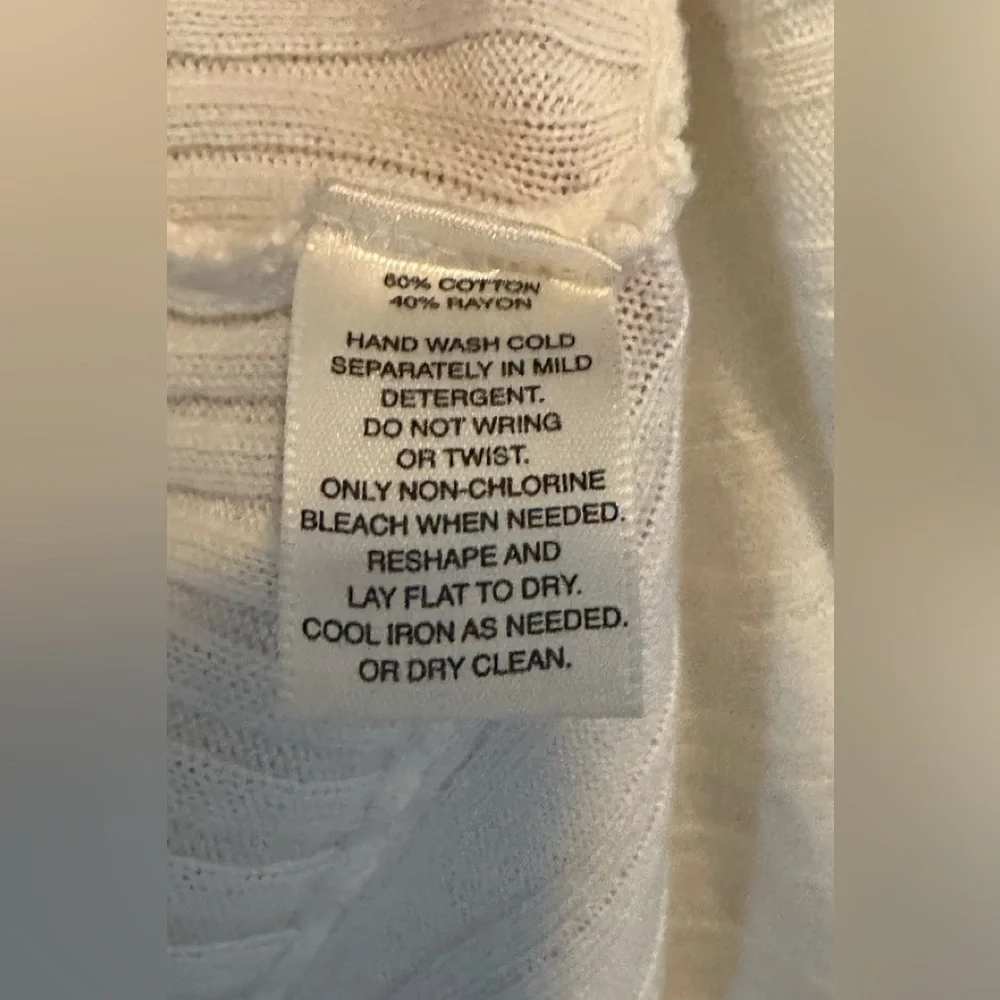 60% COTTON
40% RAYON
HAND WASH COLD
SEPARATELY IN MILD
DETERGENT.
DO NOT WRING
OR TWIST.
ONLY NON-CHLORINE
BLEACH WHEN NEEDED.
RESHAPE AND
LAY FLAT TO DRY.
COOL IRON AS NEEDED.
OR DRY CLEAN.